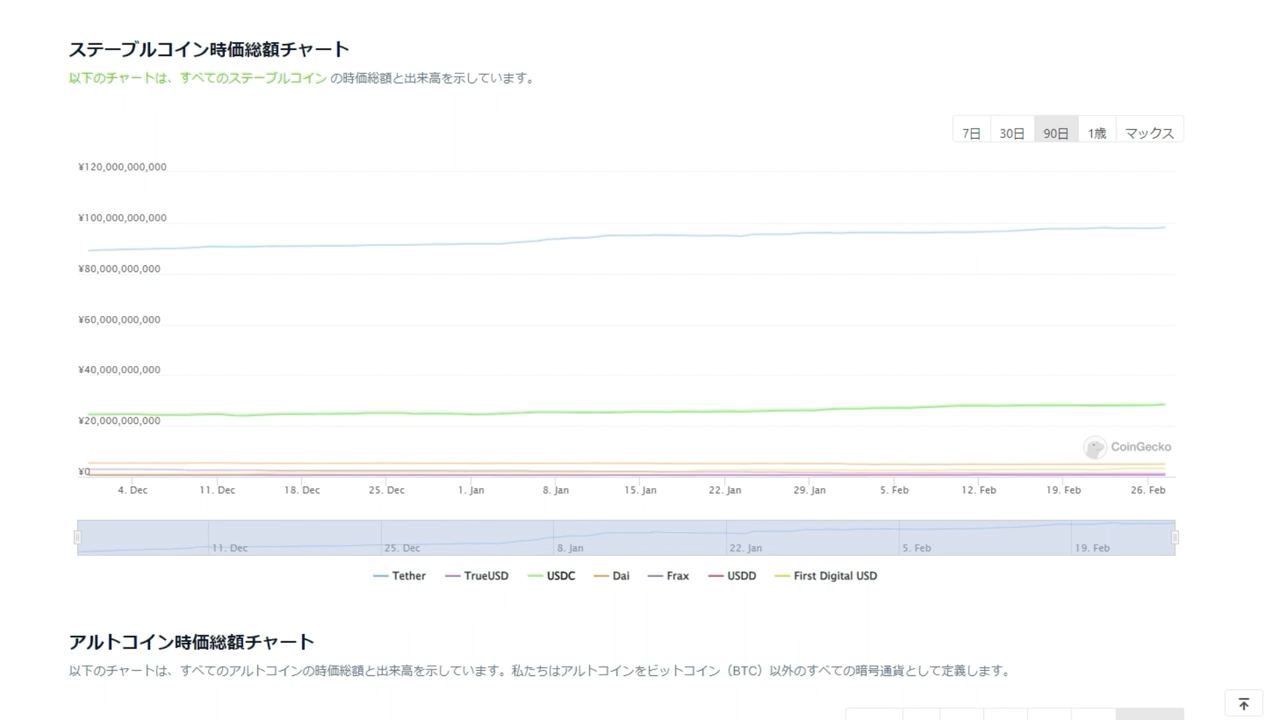 ステーブルコイン時価総額チャート
以下のチャートは、すべてのステーブルコイン の時価総額と出来高を示しています。
7日 30日 90日 1歳 マックス
¥120,000,000,000
¥100,000,000,000
¥80,000,000,000
¥60,000,000,000
¥40,000,000,000
¥20,000,000,000
CoinGecko
¥0
4. Dec 11. Dec 18. Dec 25. Dec 1. Jan 8. Jan 15. Jan 22. Jan 29. Jan 5. Feb 12. Feb 19. Feb 26. Feb
11. Dec 25. Dec 8. Jan 22. Jan 5. Feb 19. Feb
Tether TrueUSD USDC Dai Frax USDD First Digital USD
アルトコイン時価総額チャート
以下のチャートは、すべてのアルトコインの時価総額と出来高を示しています。私たちはアルトコインをビットコイン（BTC）以外のすべての暗号通貨として定義します。